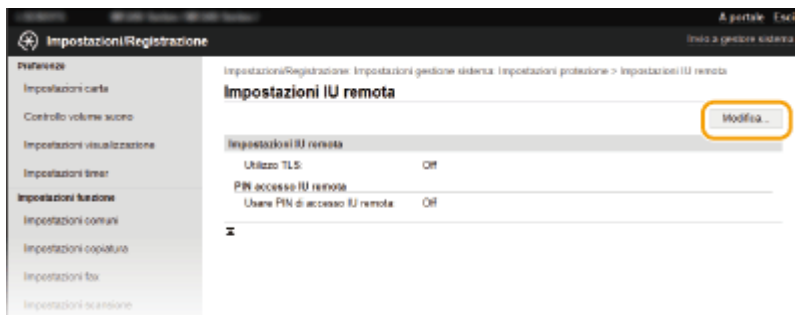 A portale Esci
Impostazioni/Registrazione
Invio a gestore sistema
Preferenze
Impostazioni carta
Controllo volume suono
Impostazioni visualizzazione
Impostazioni timer
Impostazioni funzione
Impostazioni comuni
Impostazioni copiatura
Impostazioni fax
Impostazioni scansione
Impostazioni/Registrazione: Impostazioni gestione sistema: Impostazioni protezione > Impostazioni IU remota
Impostazioni IU remota
Modifica...
Impostazioni IU remota
Utilizzo TLS: Off
PIN accesso IU remota
Usare PIN di accesso IU remota: Off